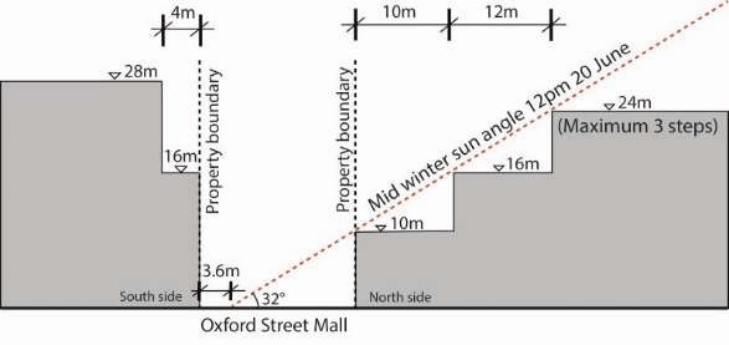 4m
10m
12m
28m
16m
Property boundary
Property boundary
Mid winter sun angle 12pm 20 June
24m
(Maximum 3 steps)
16m
10m
3.6m
32°
South side
North side
Oxford Street Mall